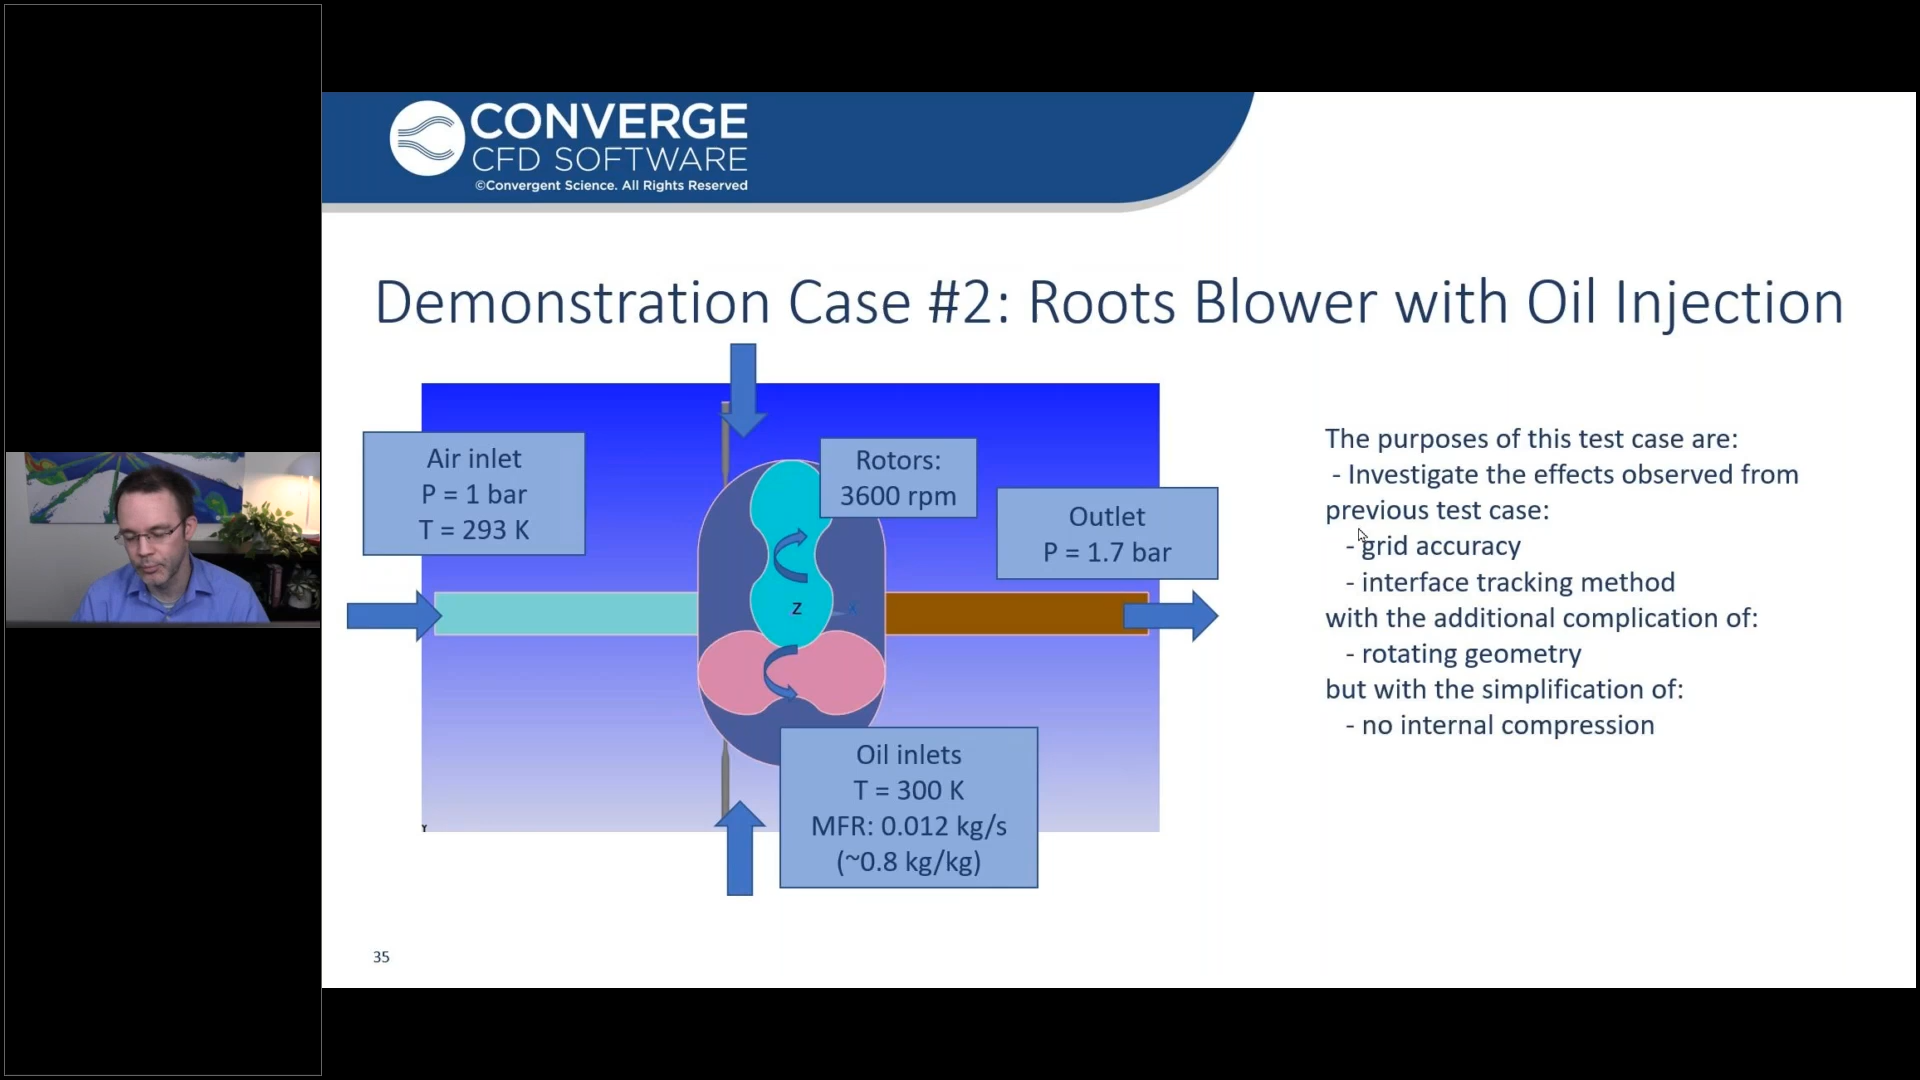 CONVERGE
CFD SOFTWARE
©Convergent Science. All Rights Reserved
Demonstration Case #2: Roots Blower with Oil Injection
Air inlet
P = 1 bar
T = 293 K
Rotors:
3600 rpm
Outlet
P = 1.7 bar
Z
X
Oil inlets
T = 300 K
MFR: 0.012 kg/s
(~0.8 kg/kg)
Y
The purposes of this test case are:
- Investigate the effects observed from
previous test case:
- grid accuracy
- interface tracking method
with the additional complication of:
- rotating geometry
but with the simplification of:
- no internal compression
35